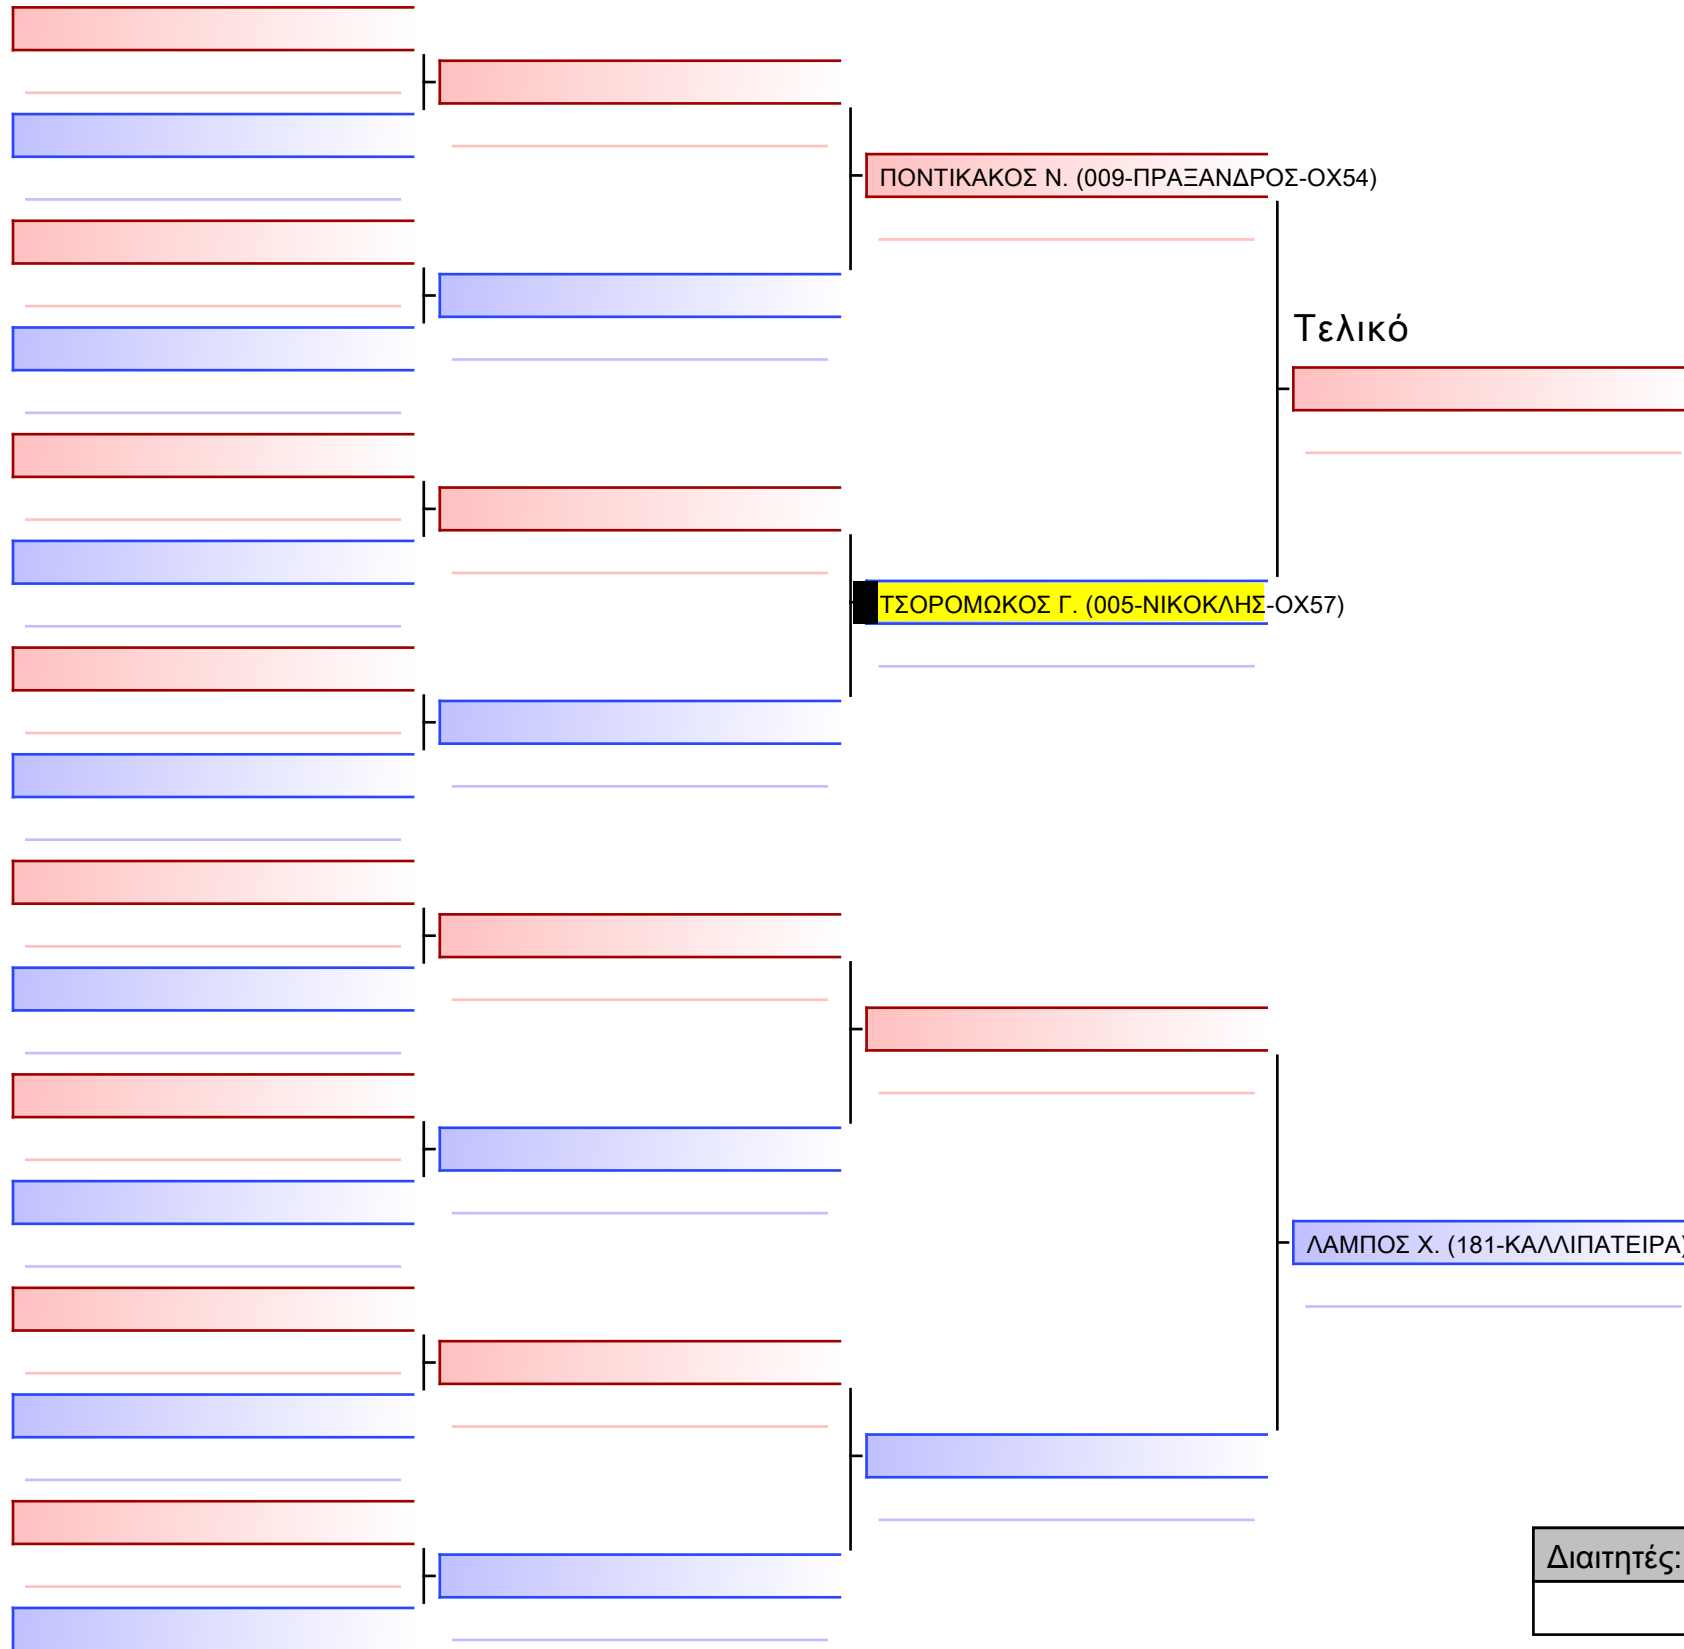 ΠΟΝΤΙΚΑΚΟΣ Ν. (009-ΠΡΑΞΑΝΔΡΟΣ-ΟΧ54)
Τελικό
ΤΣΟΡΟΜΩΚΟΣ Γ. (005-ΝΙΚΟΚΛΗΣ-ΟΧ57)
ΛΑΜΠΟΣ Χ. (181-ΚΑΛΛΙΠΑΤΕΙΡΑ)
Διαιτητές: